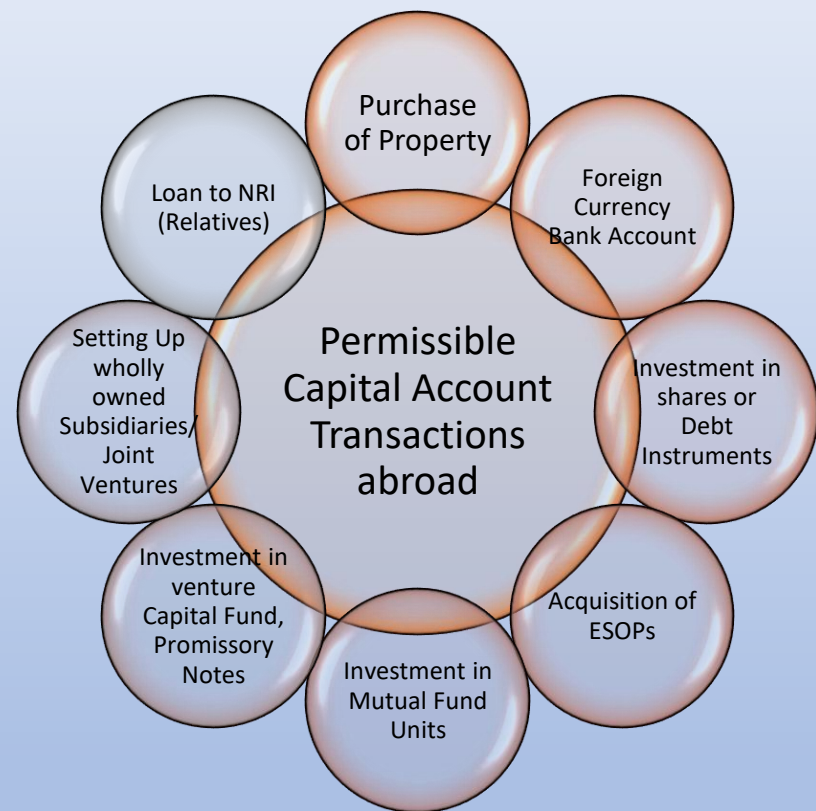 Permissible
Capital Account
Transactions
abroad
Purchase
of Property
Foreign
Currency
Bank Account
Investment in
shares or
Debt
Instruments
Acquisition of
ESOPs
Investment in
Mutual Fund
Units
Investment in
venture
Capital Fund,
Promissory
Notes
Setting Up
wholly
owned
Subsidiaries/
Joint
Ventures
Loan to NRI
(Relatives)